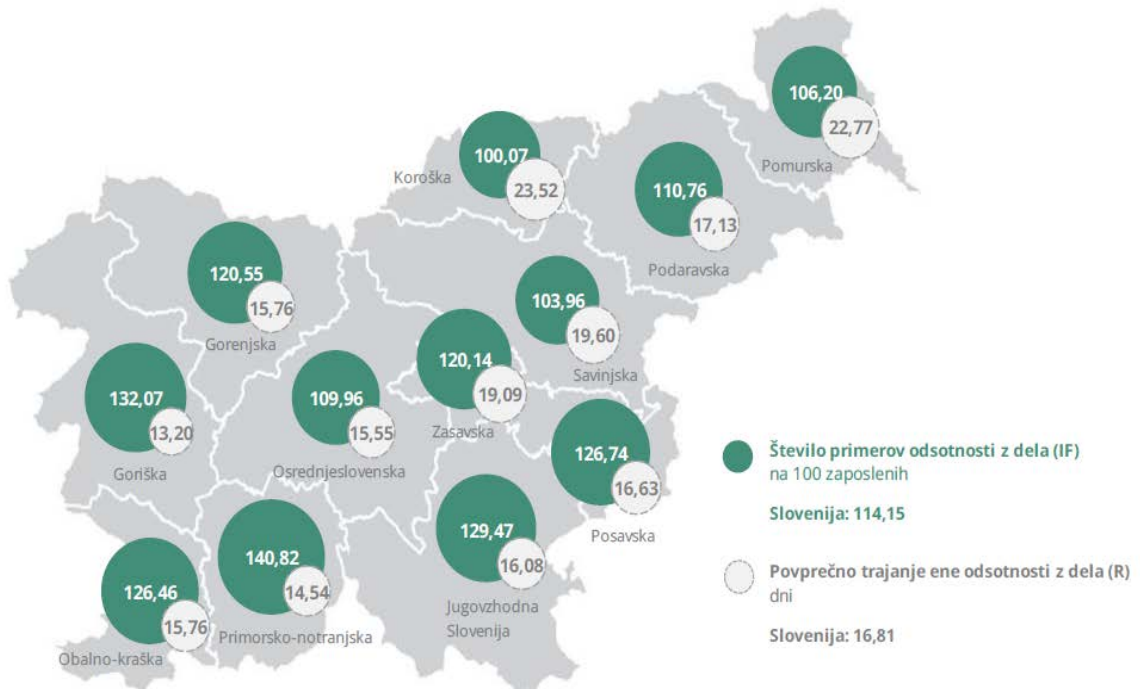 106,20
22,77
Pomurska
100,07
23,52
Koroška
110,76
17,13
Podaravska
120,55
15,76
Gorenjska
103,96
19,60
Savinjska
120,14
19,09
Zasavska
132,07
13,20
Goriška
109,96
15,55
Osrednjeslovenska
126,74
16,63
Posavska
129,47
16,08
Jugovzhodna
Slovenija
140,82
14,54
Primorsko-notranjska
126,46
15,76
Obalno-kraška
Število primerov odsotnosti z dela (IF)
na 100 zaposlenih
Slovenija: 114,15
Povprečno trajanje ene odsotnosti z dela (R)
dni
Slovenija: 16,81